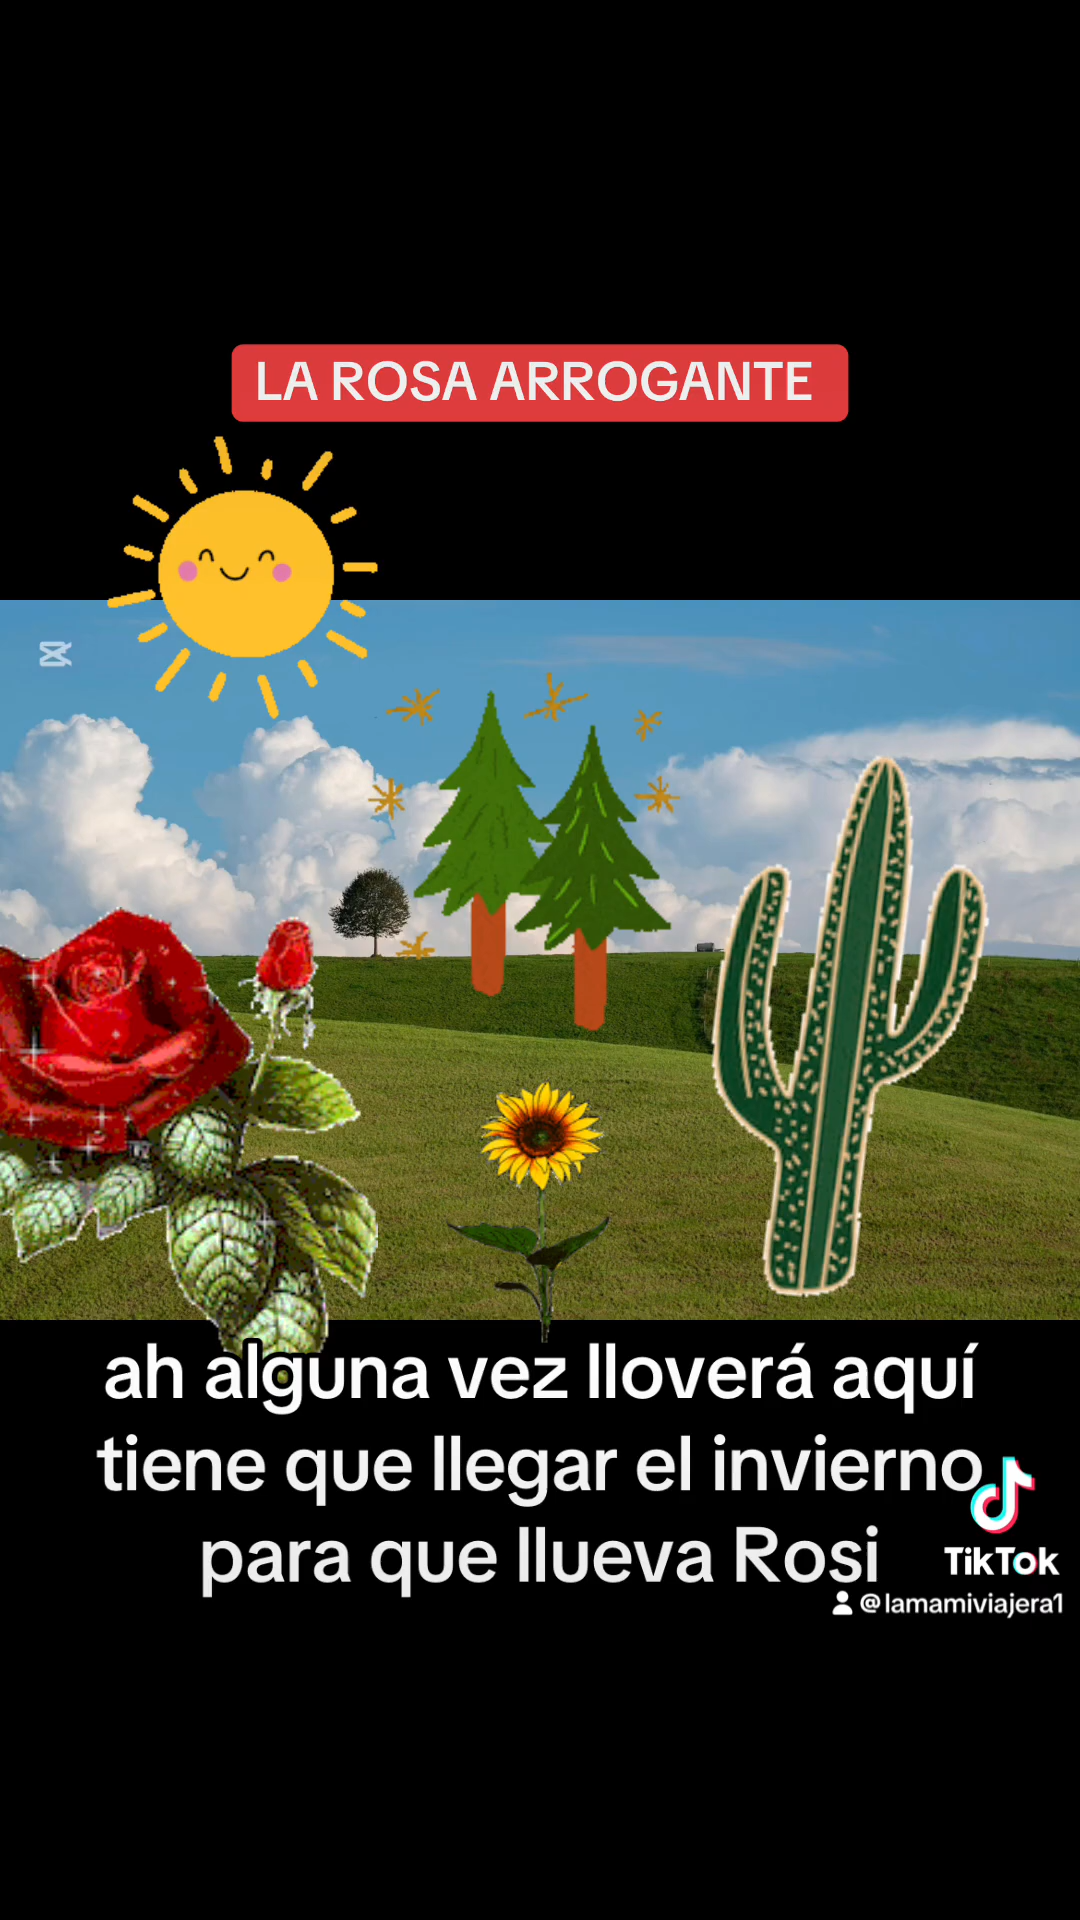 LA ROSA ARROGANTE
ah alguna vez lloverá aquí
tiene que llegar el invierno
para que llueva Rosi
TikTok
@lamamiviajera1